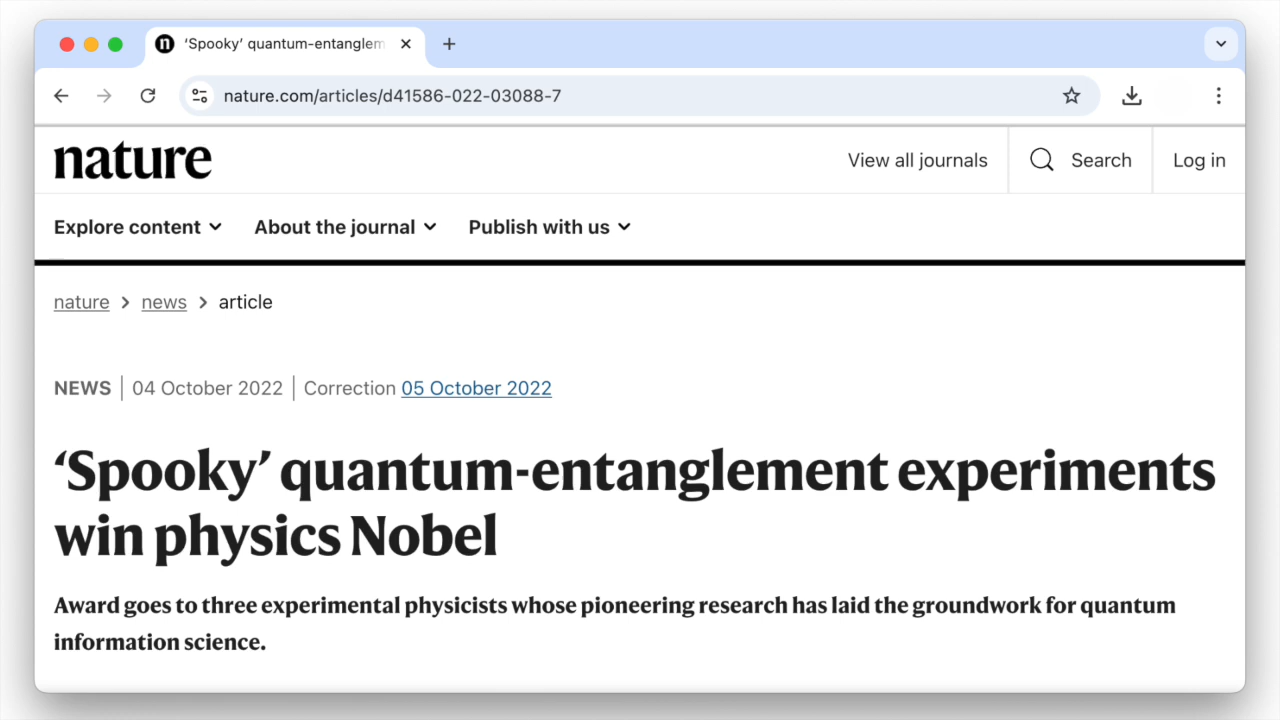 ‘Spooky’ quantum-entanglem
nature.com/articles/d41586-022-03088-7
nature
View all journals
Search
Log in
Explore content
About the journal
Publish with us
nature > news > article
NEWS | 04 October 2022 | Correction 05 October 2022
‘Spooky’ quantum-entanglement experiments
win physics Nobel
Award goes to three experimental physicists whose pioneering research has laid the groundwork for quantum
information science.